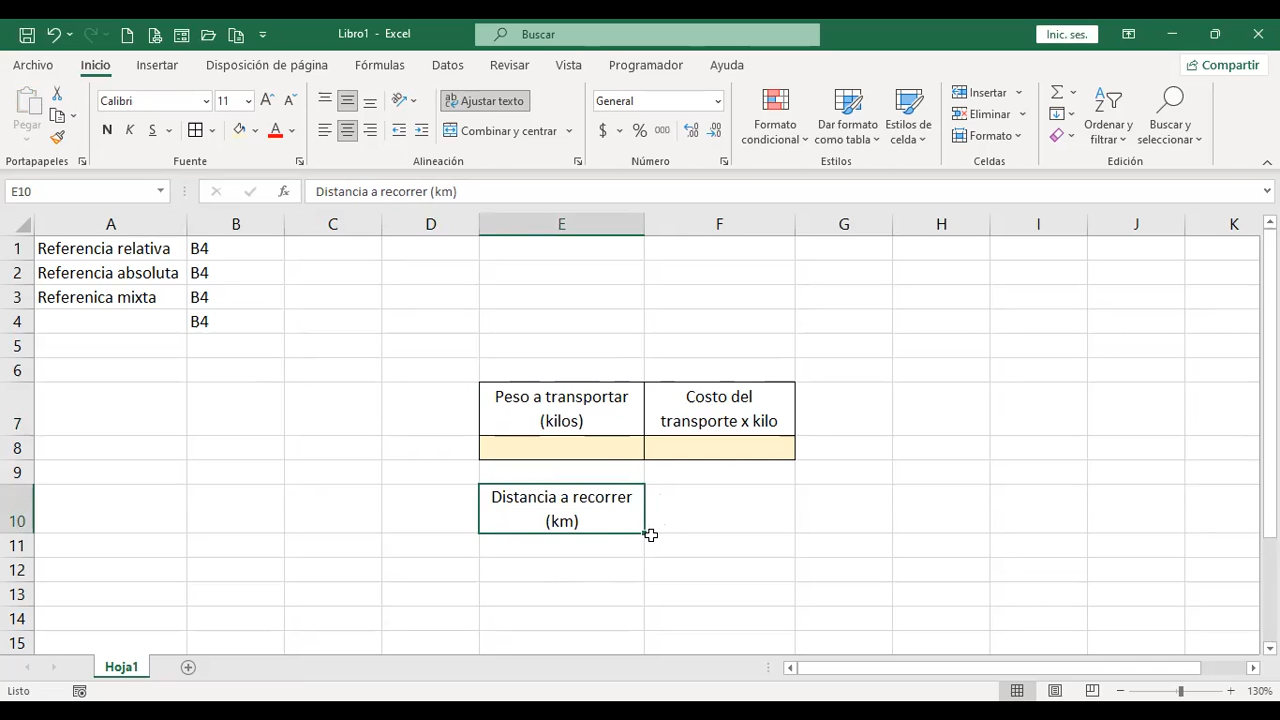 Libro1 - Excel
Buscar
Inic. ses.
Archivo Inicio Insertar Disposición de página Fórmulas Datos Revisar Vista Programador Ayuda
Compartir
Pegar
Calibri 11
N K S
Ajustar texto
Combinar y centrar
General
$ % 000
Formato condicional
Dar formato como tabla
Estilos de celda
Insertar
Eliminar
Formato
Ordenar y filtrar
Buscar y seleccionar
Portapapeles Fuente Alineación Número Estilos Celdas Edición
E10
fx
Distancia a recorrer (km)
A B C D E F G H I J K
1 Referencia relativa B4
2 Referencia absoluta B4
3 Referenica mixta B4
4 B4
5
6
Peso a transportar Costo del
7 (kilos) transporte x kilo
8
9
Distancia a recorrer
10 (km)
11
12
13
14
15
Hoja1
Listo
130%